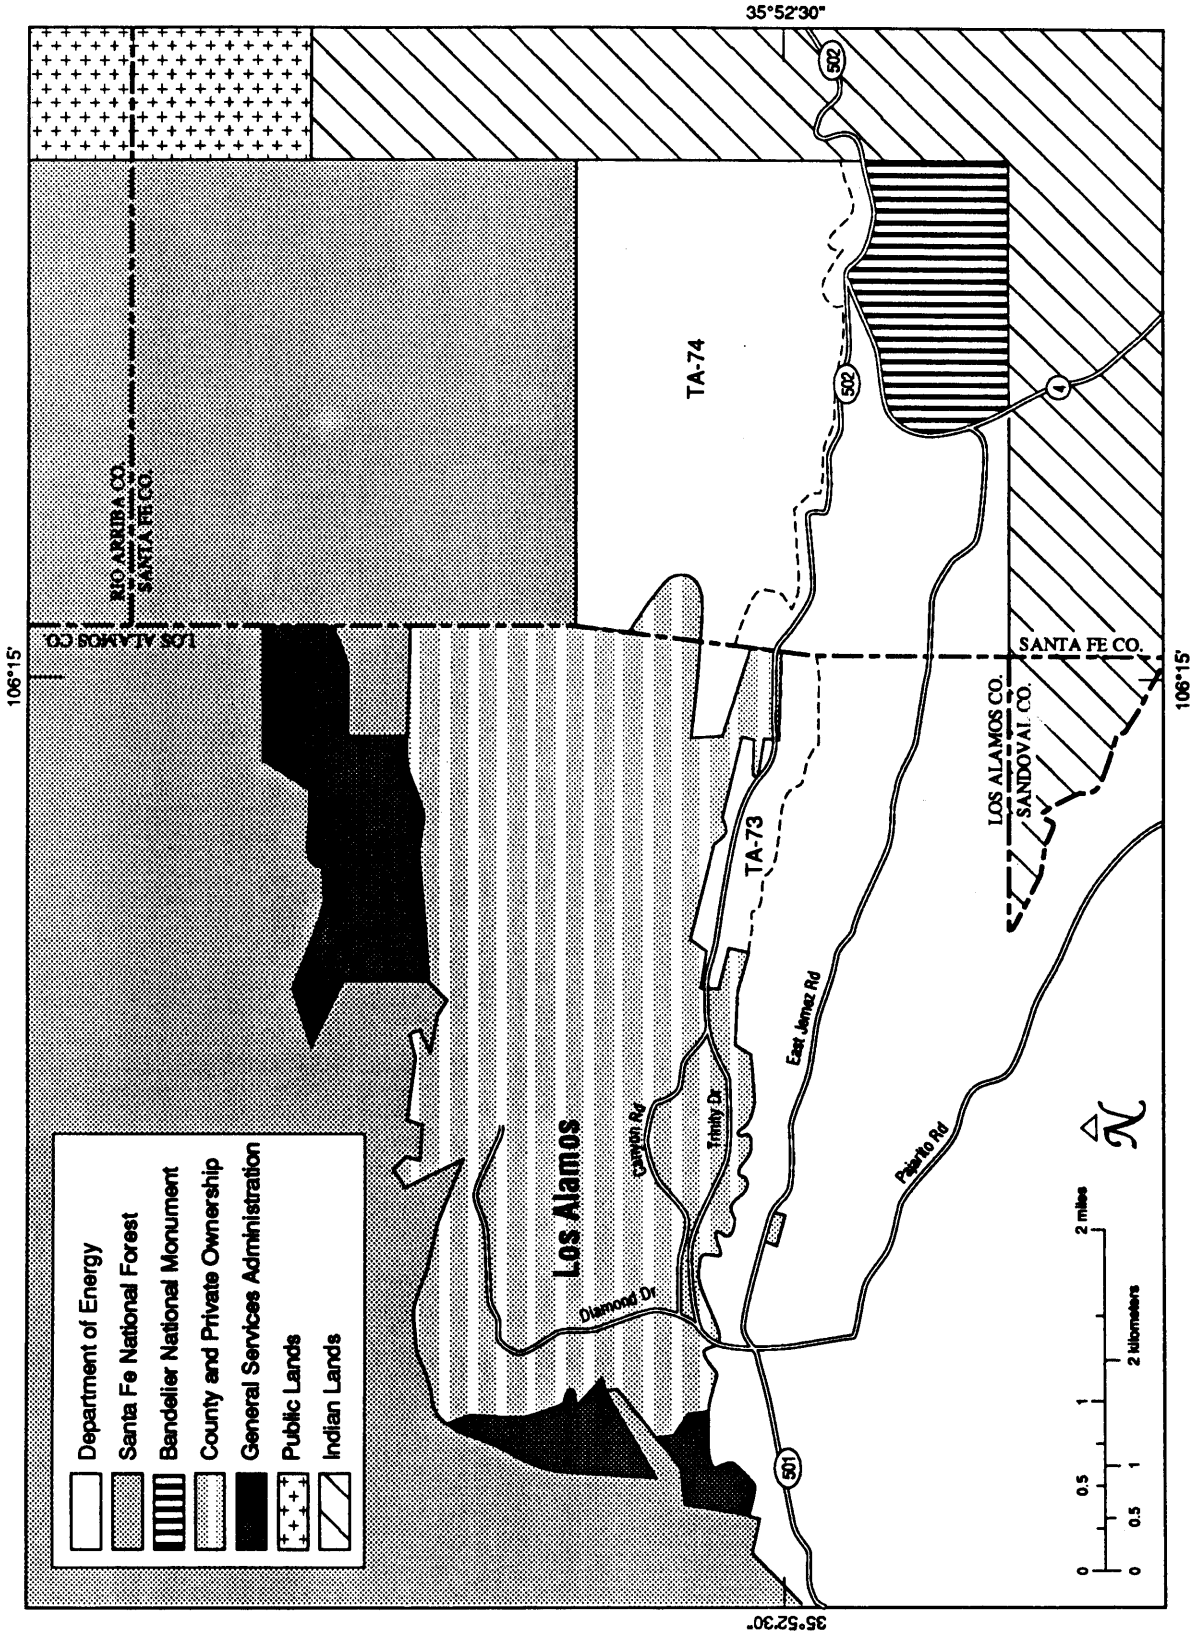 Department of Energy
Santa Fe National Forest
Bandelier National Monument
County and Private Ownership
General Services Administration
Public Lands
Indian Lands
106°15'
LOS ALAMOS CO.
RIO ARRIBA CO.
SANTA FE CO.
35°52'30"
35°52'30"
Los Alamos
Diamond Dr
Canyon Rd
Trinity Dr
TA-73
TA-74
502
502
501
4
East Jemez Rd
Pajarito Rd
LOS ALAMOS CO.
SANDOVAL CO.
SANTA FE CO.
N
0 0.5 1 2 miles
0 0.5 1 2 kilometers
106°15'